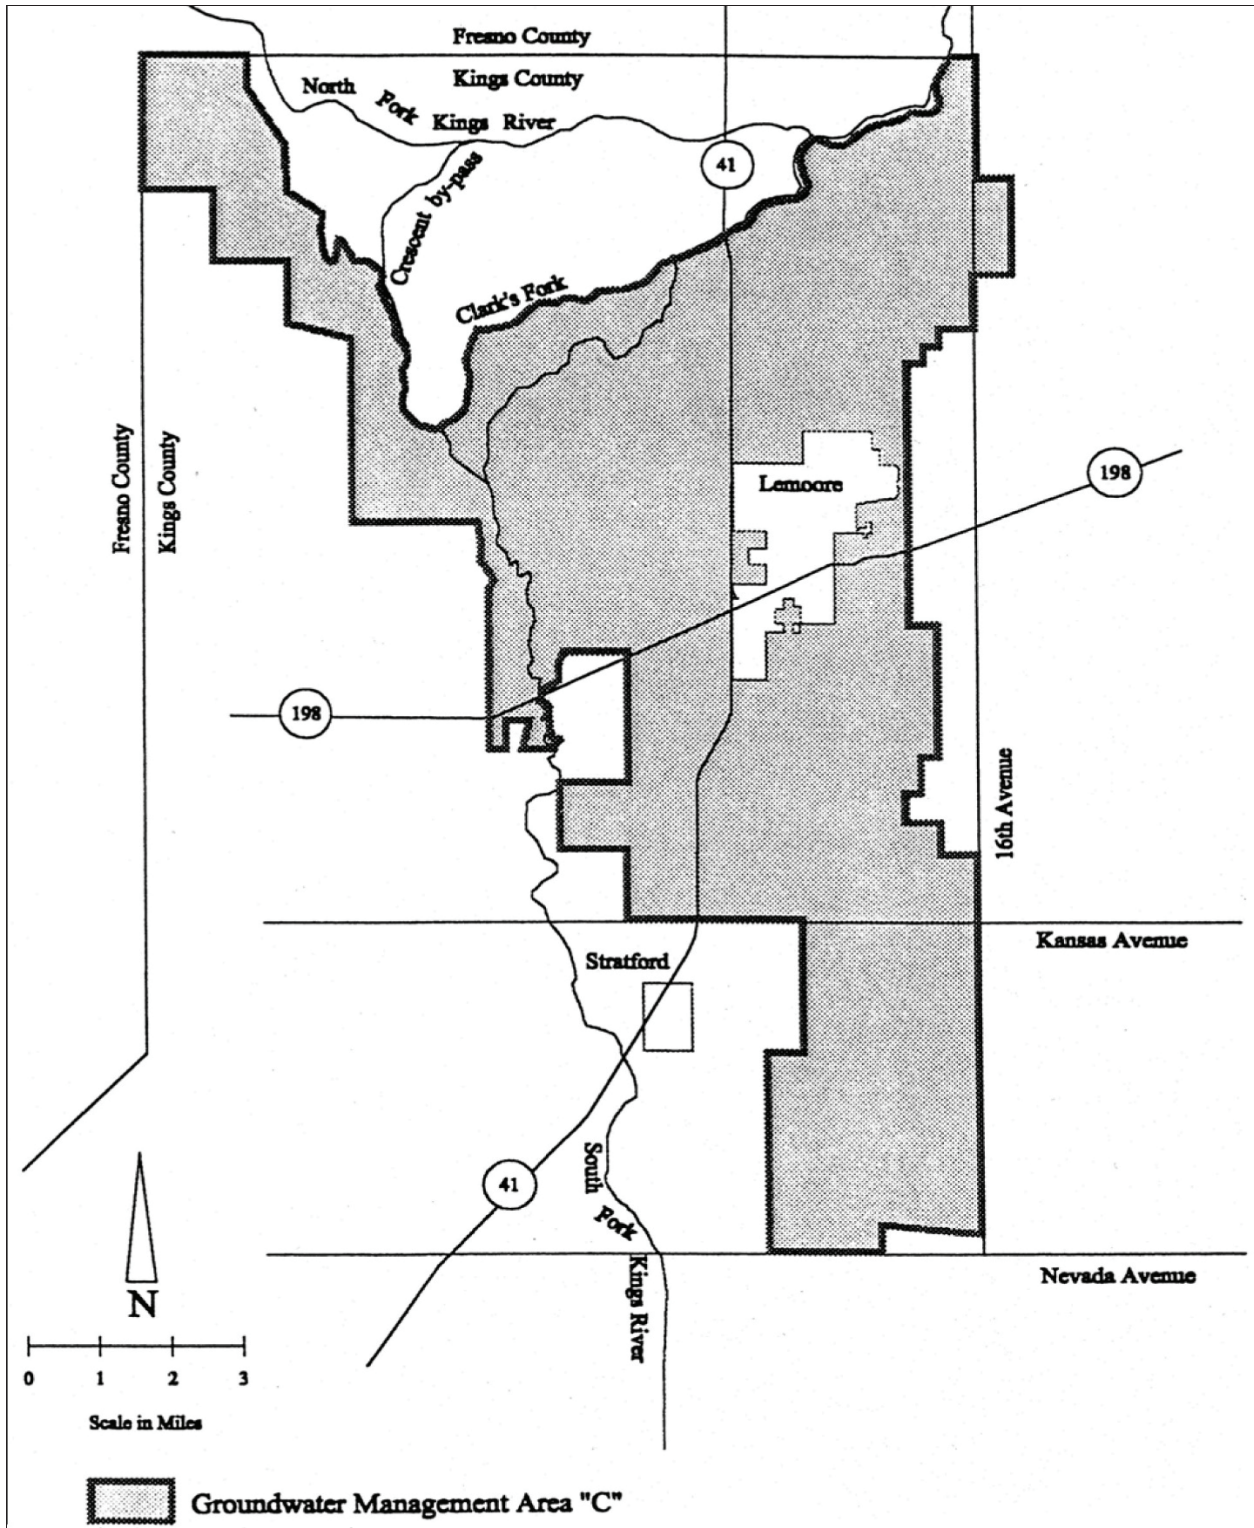 Fresno County
Kings County
North Fork Kings River
41
Crescent by-pass
Clark's Fork
Fresno County
Kings County
Lemoore
198
198
16th Avenue
Kansas Avenue
Stratford
41
South Fork Kings River
Nevada Avenue
N
0 1 2 3
Scale in Miles
Groundwater Management Area "C"